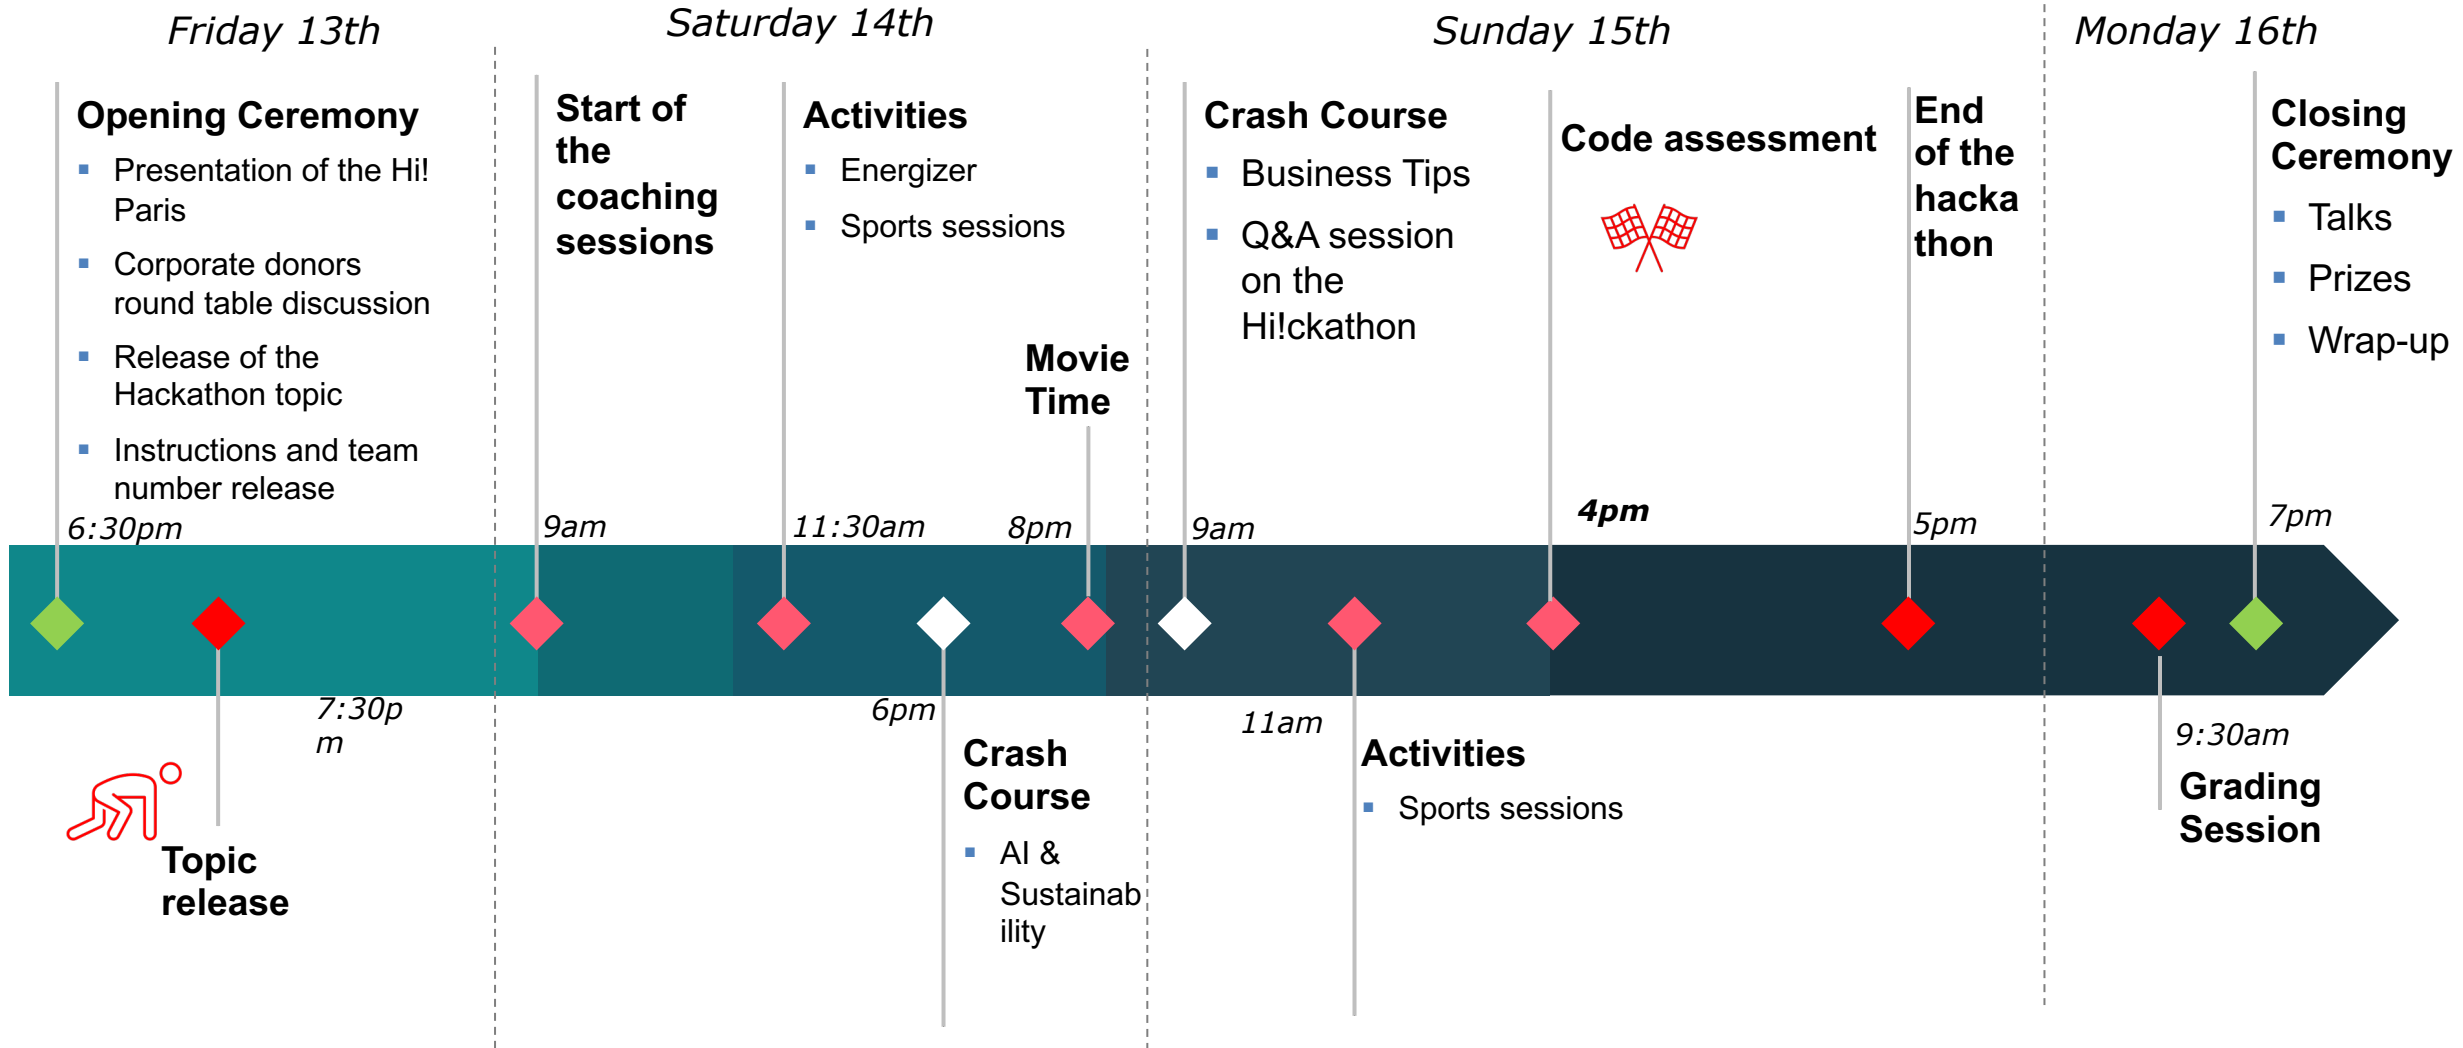 Friday 13th
Saturday 14th
Sunday 15th
Monday 16th
Opening Ceremony
Presentation of the Hi!
Paris
Corporate donors
round table discussion
Release of the
Hackathon topic
Instructions and team
number release
6:30pm
Start of
the
coaching
sessions
9am
Activities
Energizer
Sports sessions
11:30am
Movie
Time
8pm
Crash Course
Business Tips
Q&A session
on the
Hi!ckathon
9am
Code assessment
4pm
End
of the
hacka
thon
5pm
Closing
Ceremony
Talks
Prizes
Wrap-up
7pm
7:30p
m
Topic
release
6pm
Crash
Course
AI &
Sustainab
ility
11am
Activities
Sports sessions
9:30am
Grading
Session